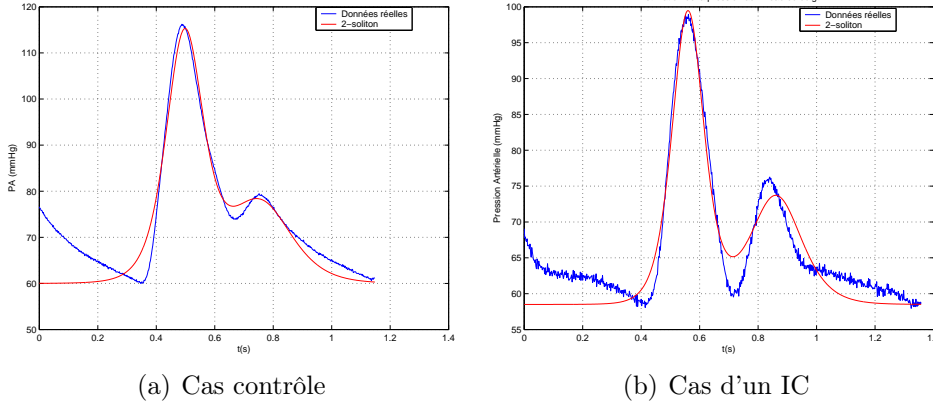 Données réelles
2-soliton
PA (mmHg)
120
110
100
90
80
70
60
50
0 0.2 0.4 0.6 0.8 1 1.2 1.4
t(s)
(a) Cas contrôle
Données réelles
2-soliton
Pression Antérielle (mmHg)
100
95
90
85
80
75
70
65
60
55
0 0.2 0.4 0.6 0.8 1 1.2 1.4
t(s)
(b) Cas d'un IC